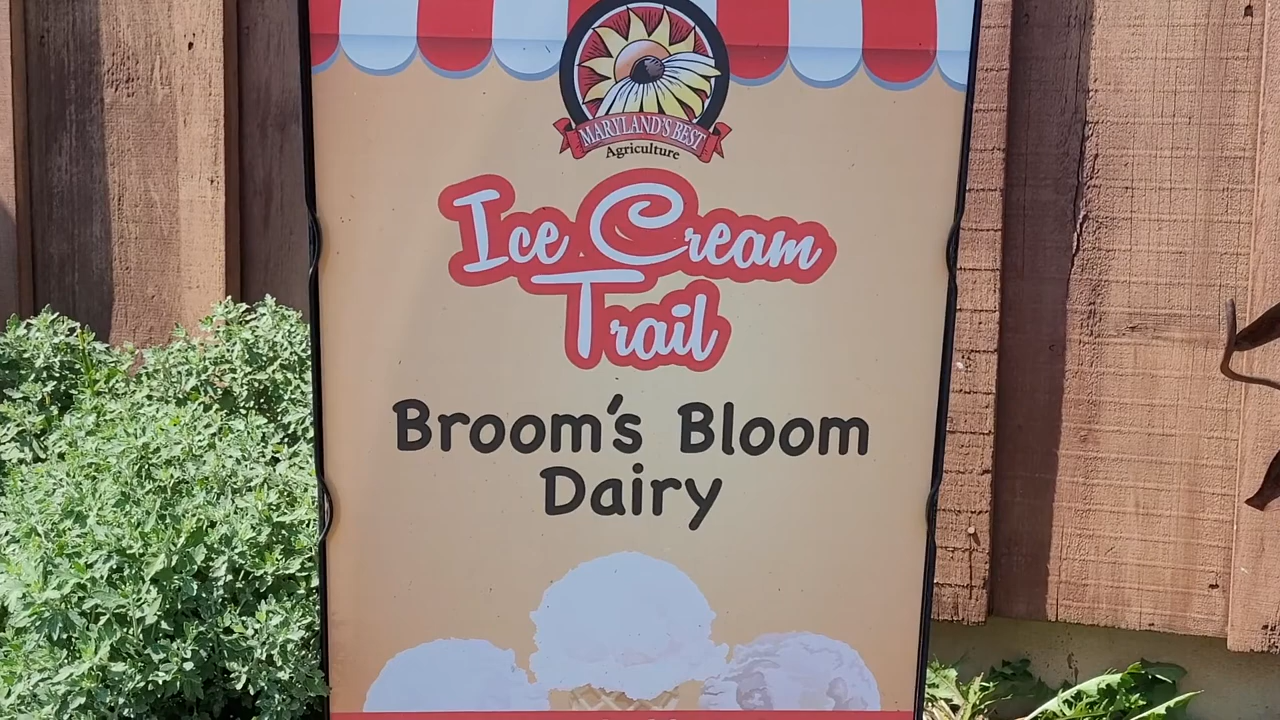 MARYLAND'S BEST
Agriculture
Ice Cream
Trail
Broom's Bloom
Dairy